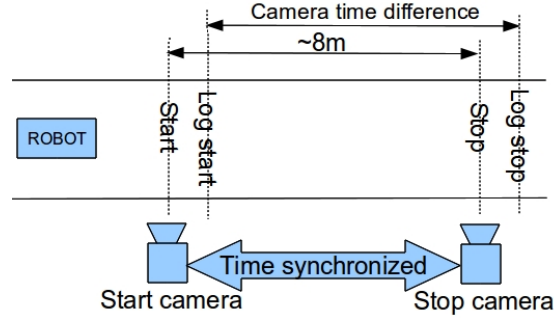 Camera time difference
~8m
ROBOT
Start
Log start
Stop
Log stop
Time synchronized
Start camera
Stop camera